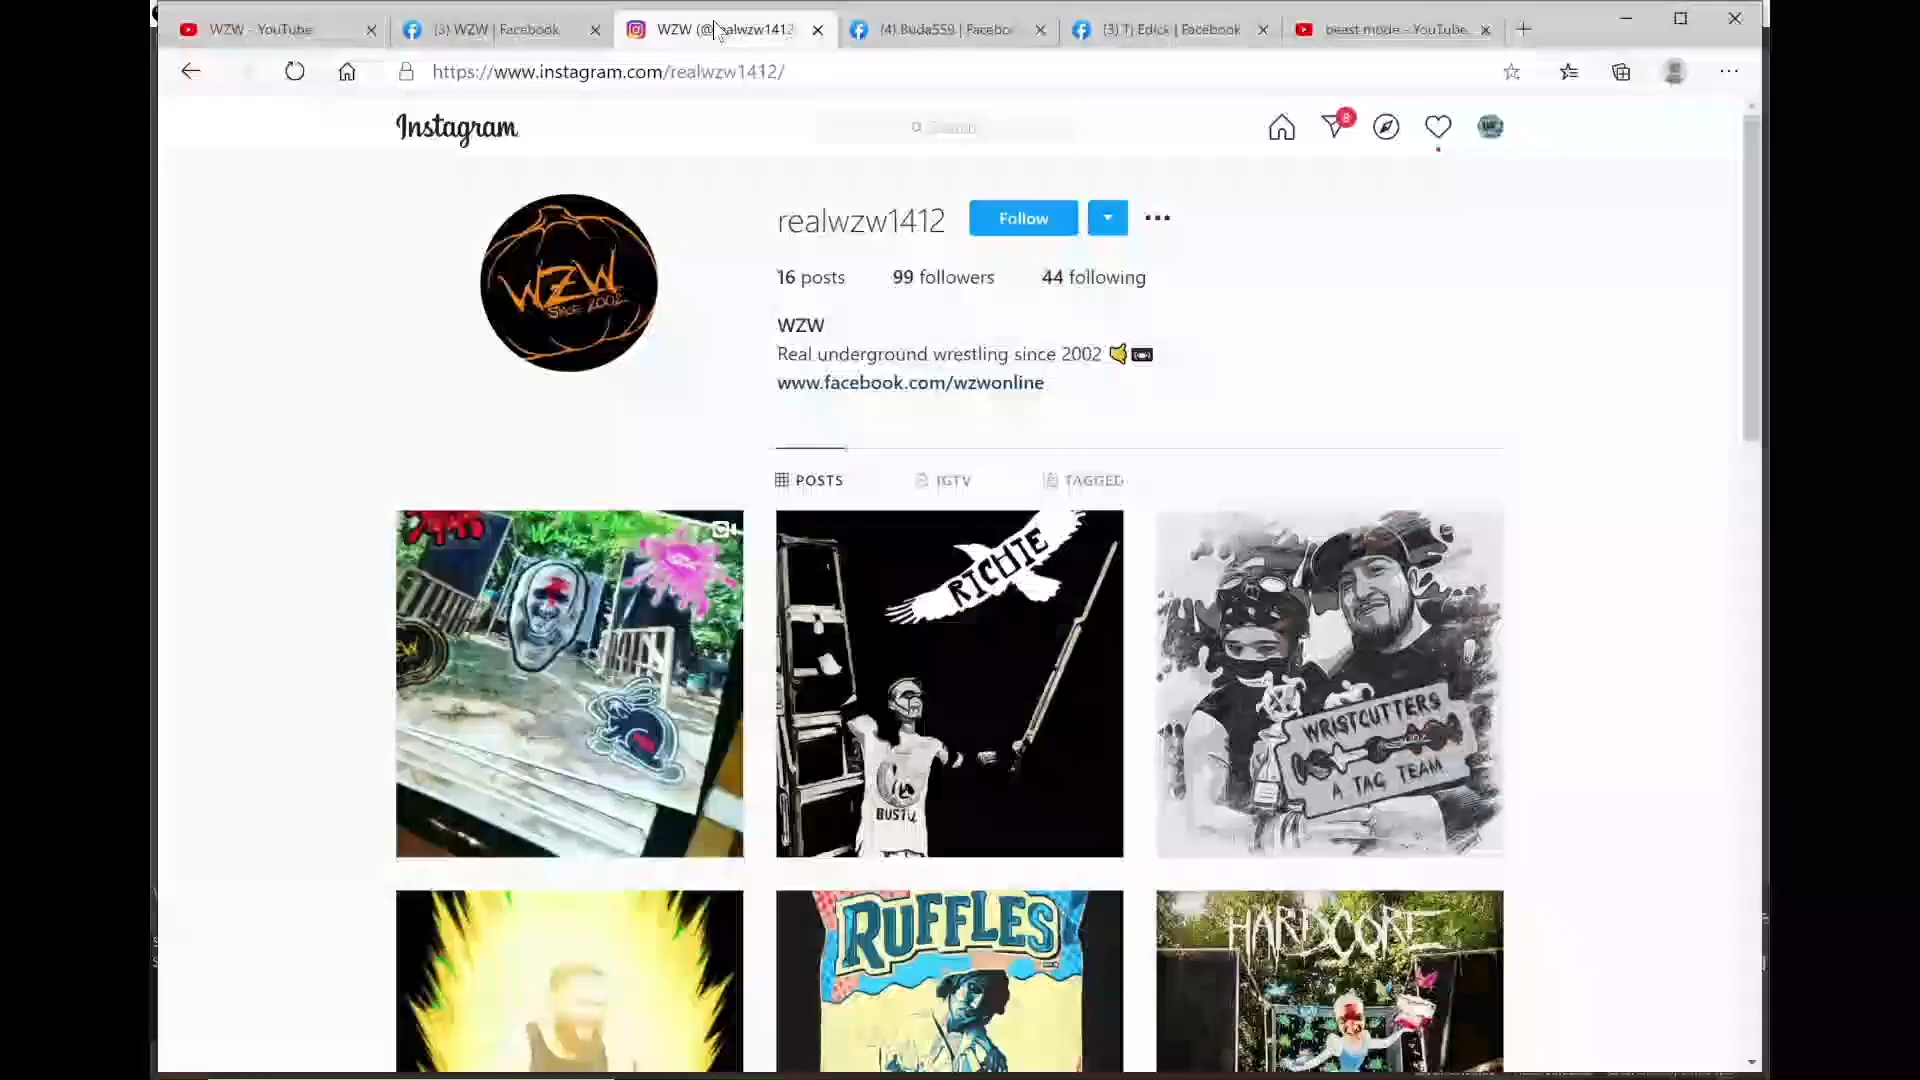 WZW - YouTube
(3) WZW | Facebook
WZW (@realwzw1412
(4) Buda559 | Facebo
(3) TJ Edick | Facebook
beast mode - YouTube
https://www.instagram.com/realwzw1412/
Instagram
Search
8
realwzw1412
Follow
16 posts
99 followers
44 following
WZW
Real underground wrestling since 2002
www.facebook.com/wzwonline
WZW
SINCE 2002
POSTS
IGTV
TAGGED
RICHIE
WRISTCUTTERS
A TAG TEAM
RUFFLES
HARDCORE